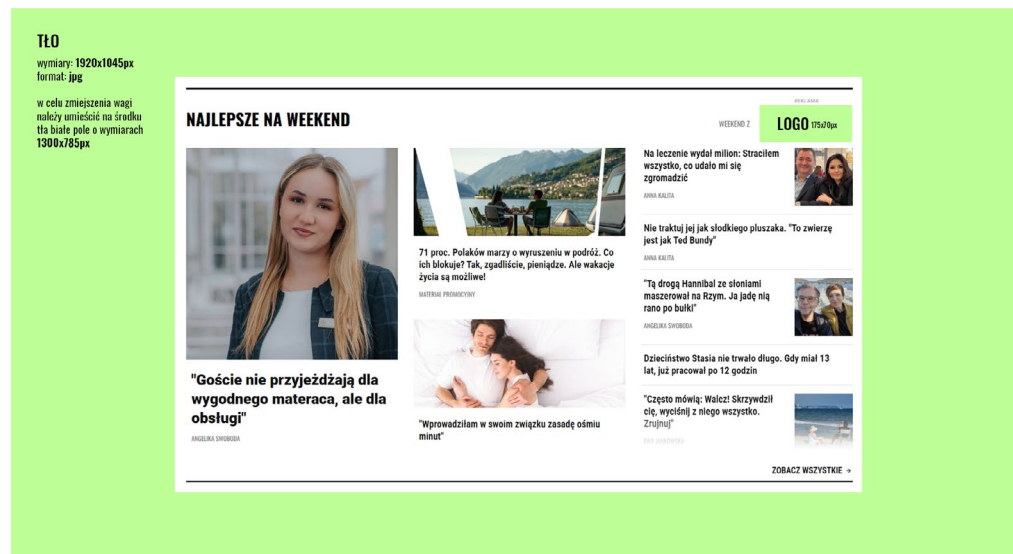 TŁO
wymiary: 1920x1045px
format: jpg
w celu zmiejszenia wagi
należy umieścić na środku
tła białe pole o wymiarach
1300x785px
REKLAMA
NAJLEPSZE NA WEEKEND
WEEKEND Z
LOGO 175x70px
"Goście nie przyjeżdżają dla
wygodnego materaca, ale dla
obsługi"
ANGELIKA SWOBODA
71 proc. Polaków marzy o wyruszeniu w podróż. Co
ich blokuje? Tak, zgadliście, pieniądze. Ale wakacje
życia są możliwe!
MATERIAŁ PROMOCYJNY
"Wprowadziłam w swoim związku zasadę ośmiu
minut"
Na leczenie wydał milion: Straciłem
wszystko, co udało mi się
zgromadzić
ANNA KALITA
Nie traktuj jej jak słodkiego pluszaka. "To zwierzę
jest jak Ted Bundy"
ANNA KALITA
"Tą drogą Hannibal ze słoniami
maszerował na Rzym. Ja jadę nią
rano po bułki"
ANGELIKA SWOBODA
Dzieciństwo Stasia nie trwało długo. Gdy miał 13
lat, już pracował po 12 godzin
"Często mówią: Walcz! Skrzywdził
cię, wyciśnij z niego wszystko.
Zrujnuj"
EWA
ZOBACZ WSZYSTKIE →